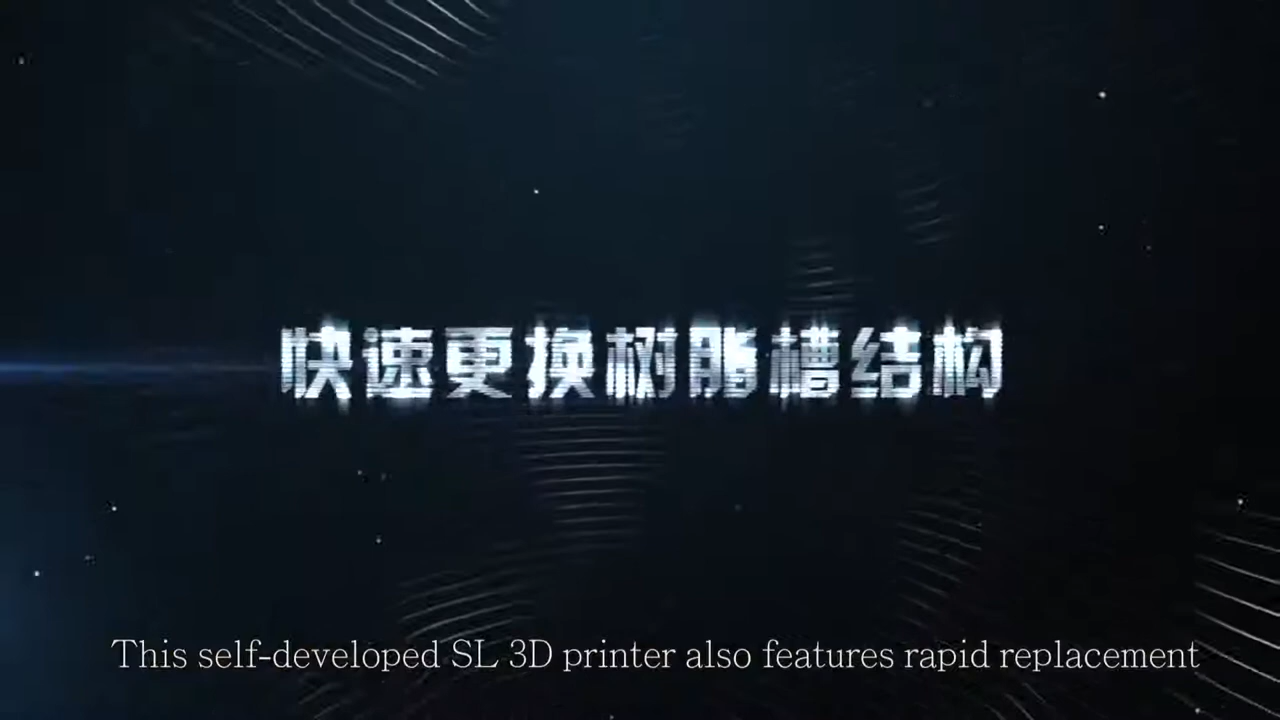 快速更换树脂槽结构
This self-developed SL 3D printer also features rapid replacement